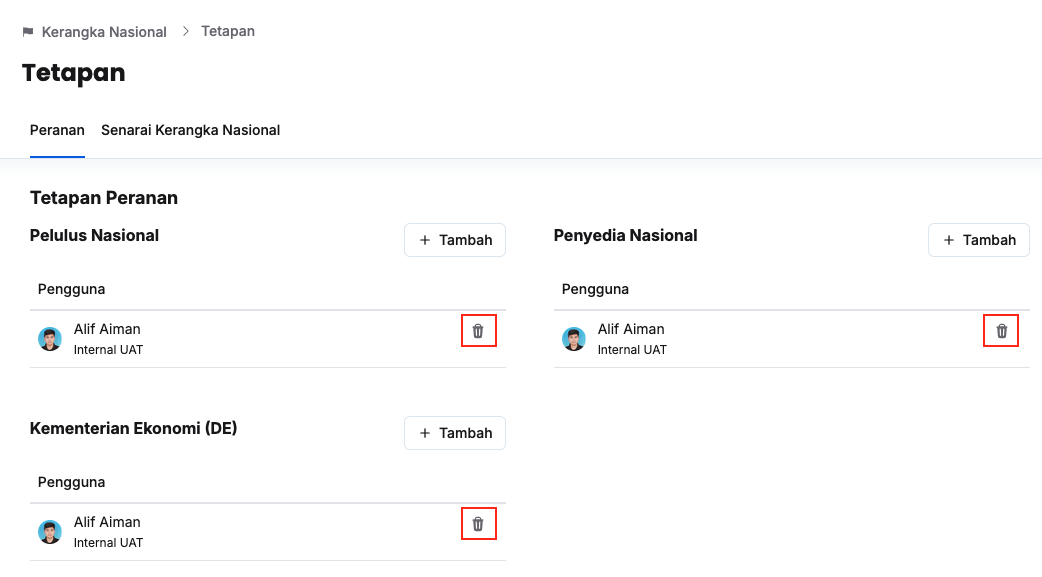 Kerangka Nasional > Tetapan
Tetapan
Peranan Senarai Kerangka Nasional
Tetapan Peranan
Pelulus Nasional
+ Tambah
Pengguna
Alif Aiman
Internal UAT
Penyedia Nasional
+ Tambah
Pengguna
Alif Aiman
Internal UAT
Kementerian Ekonomi (DE)
+ Tambah
Pengguna
Alif Aiman
Internal UAT